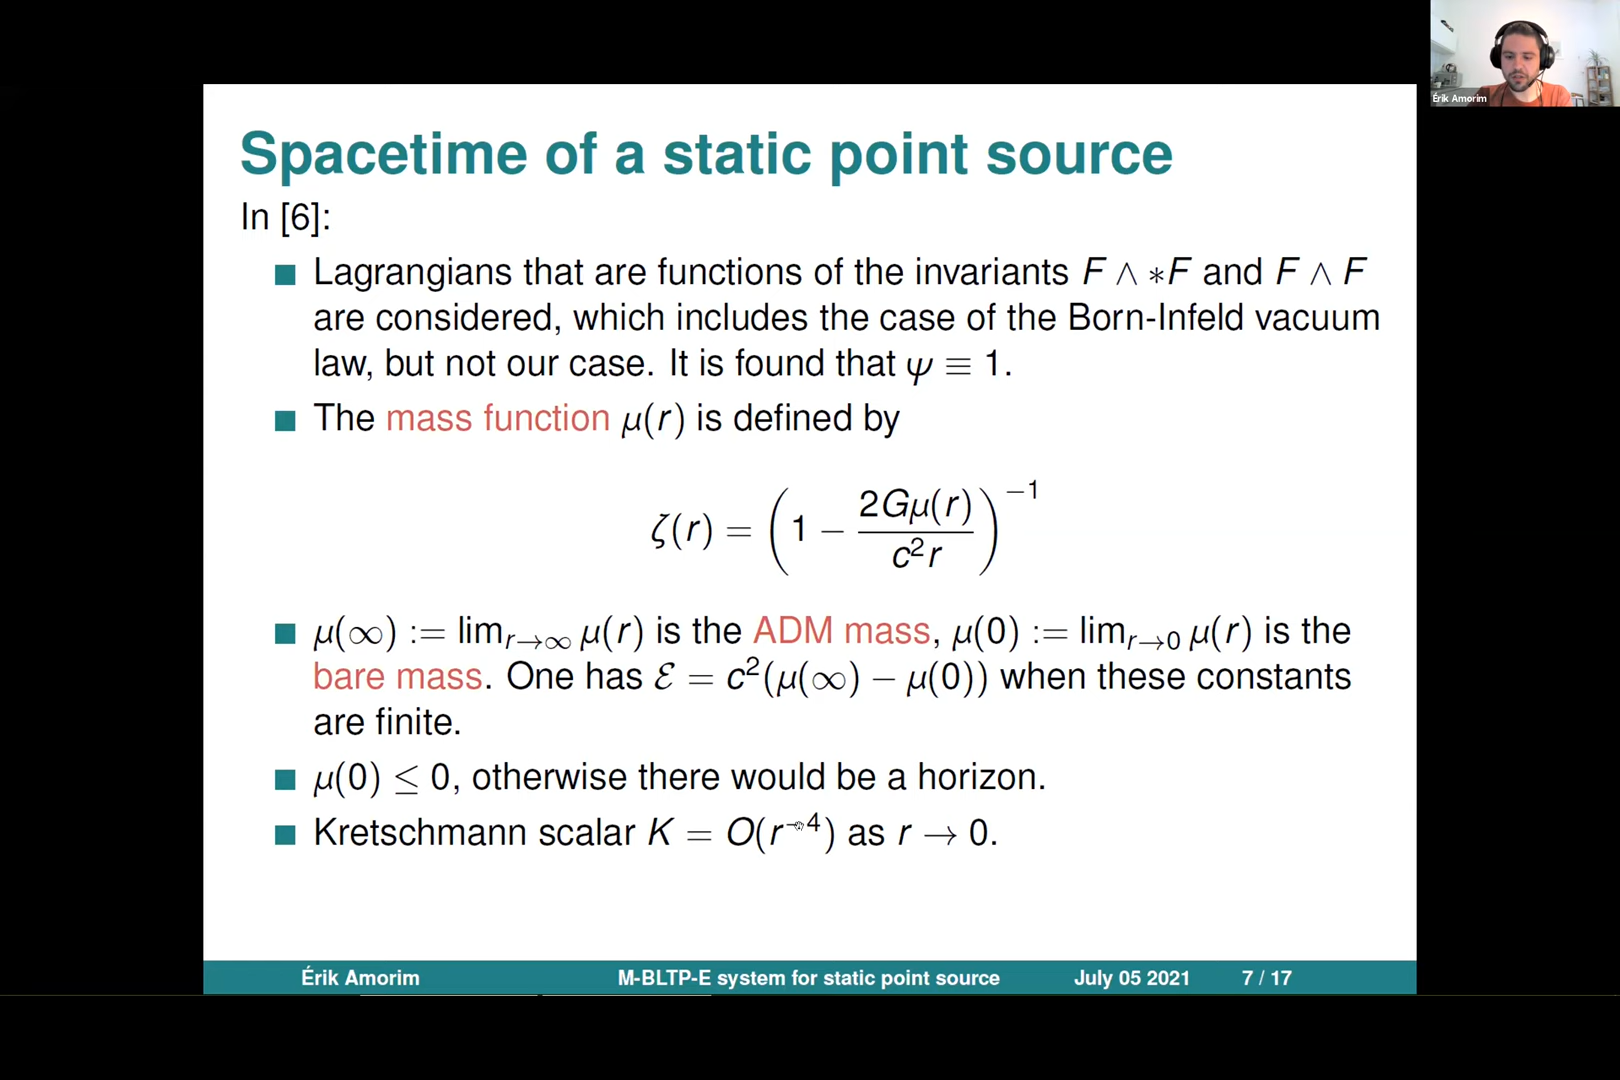 Érik Amorim
Spacetime of a static point source
In [6]:
Lagrangians that are functions of the invariants F ∧ ∗F and F ∧ F
are considered, which includes the case of the Born-Infeld vacuum
law, but not our case. It is found that ψ ≡ 1.
The mass function μ(r) is defined by
ζ(r) = (1 − 2Gμ(r) / c²r)⁻¹
μ(∞) := lim_{r→∞} μ(r) is the ADM mass, μ(0) := lim_{r→0} μ(r) is the
bare mass. One has ℰ = c²(μ(∞) − μ(0)) when these constants
are finite.
μ(0) ≤ 0, otherwise there would be a horizon.
Kretschmann scalar K = O(r⁻⁴) as r → 0.
Érik Amorim M-BLTP-E system for static point source July 05 2021 7 / 17